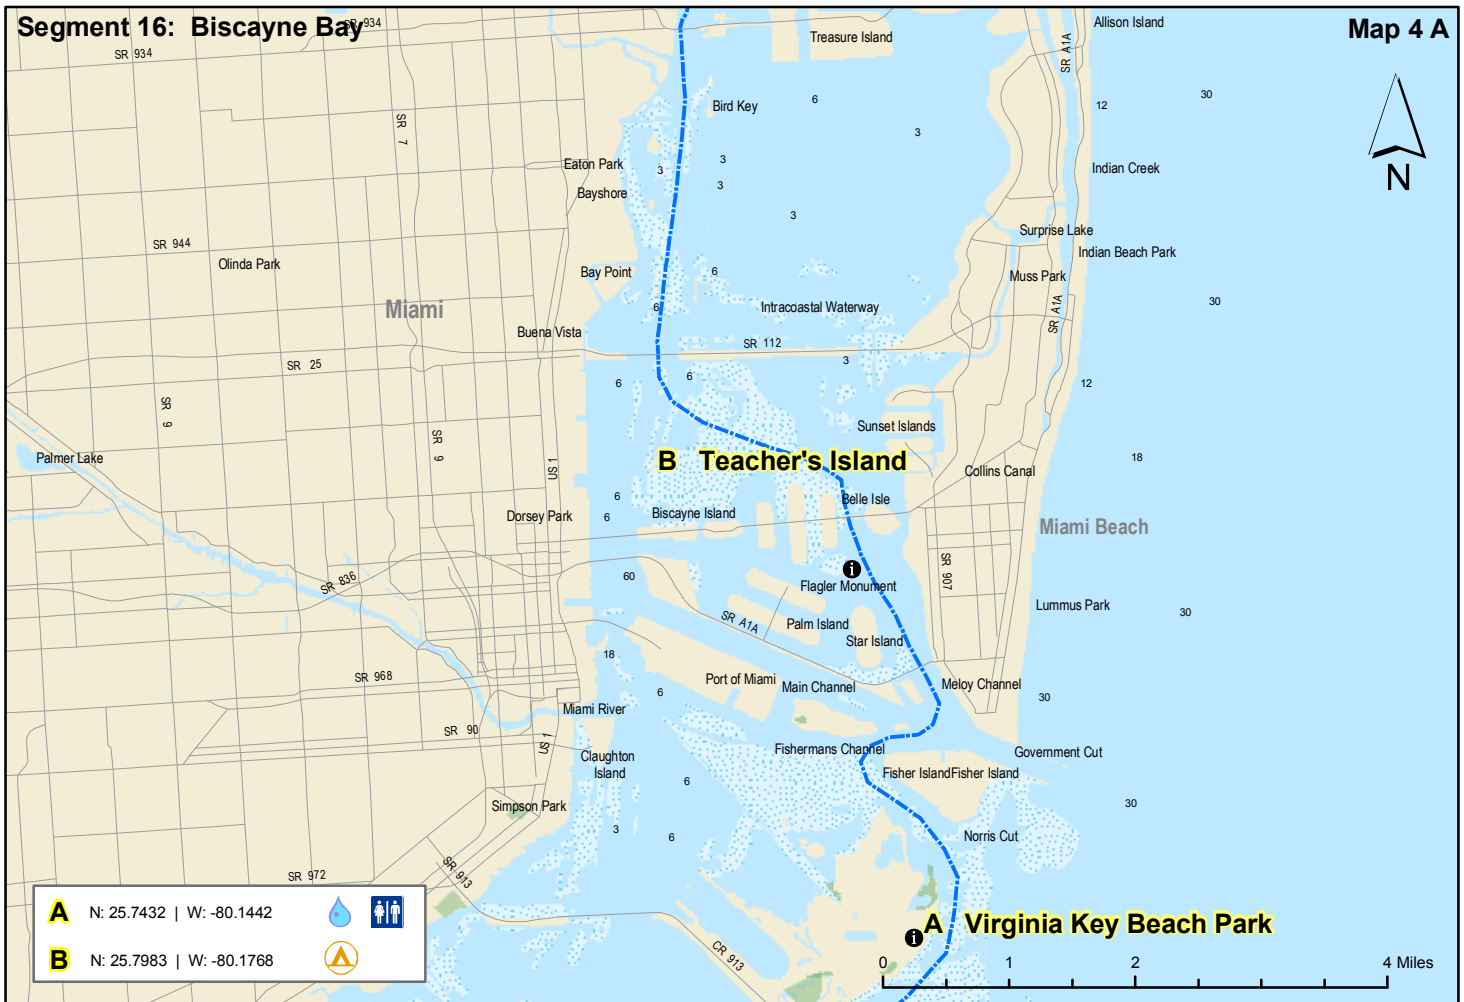 Segment 16: Biscayne Bay
Map 4 A
SR 934
SR 934
Treasure Island
Allison Island
SR A1A
Bird Key
6
12
30
3
SR 7
N
Eaton Park
3
3
Indian Creek
Bayshore
3
3
SR 944
Surprise Lake
Olinda Park
Indian Beach Park
Bay Point
6
Muss Park
Miami
6
Intracoastal Waterway
30
SR A1A
Buena Vista
SR 112
SR 25
3
6
6
12
SR 9
SR 9
Sunset Islands
Palmer Lake
US 1
B Teacher's Island
18
Collins Canal
6
Belle Isle
Dorsey Park
6
Biscayne Island
Miami Beach
SR 836
60
SR 907
Flagler Monument
Lummus Park
30
SR A1A
Palm Island
Star Island
18
SR 968
Port of Miami
Main Channel
Meloy Channel
6
30
Miami River
SR 90
US 1
Claughton
Island
Fishermans Channel
Government Cut
6
Fisher Island
Fisher Island
Simpson Park
30
3
6
Norris Cut
SR 913
SR 972
A N: 25.7432 | W: -80.1442
B N: 25.7983 | W: -80.1768
CR 913
A Virginia Key Beach Park
0 1 2 4 Miles